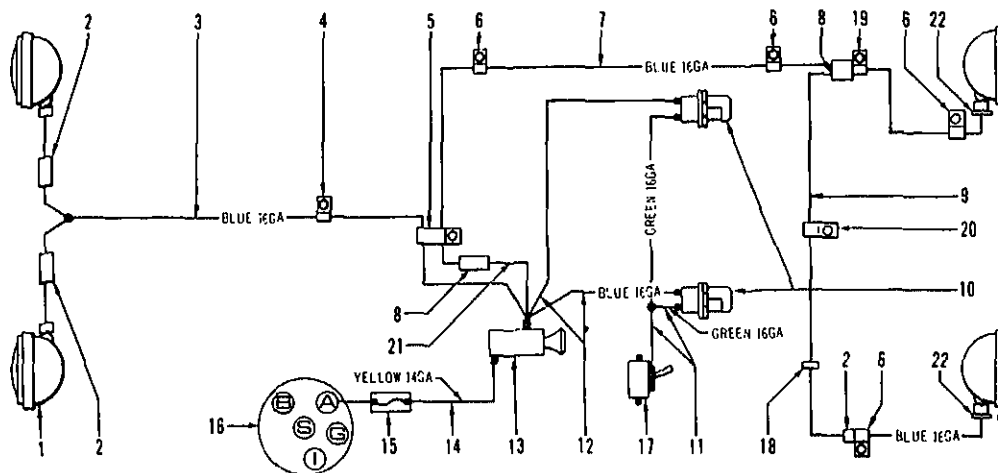 2 3 4 5 6 7 6 8 19 6 22
BLUE 16GA
BLUE 16GA
GREEN 16GA
9
20
BLUE 16GA
10
8
21
GREEN 16GA
YELLOW 14GA
2 6 22
B A
S G
I
16
BLUE 16GA
1 2 15 14 13 12 17 11 18